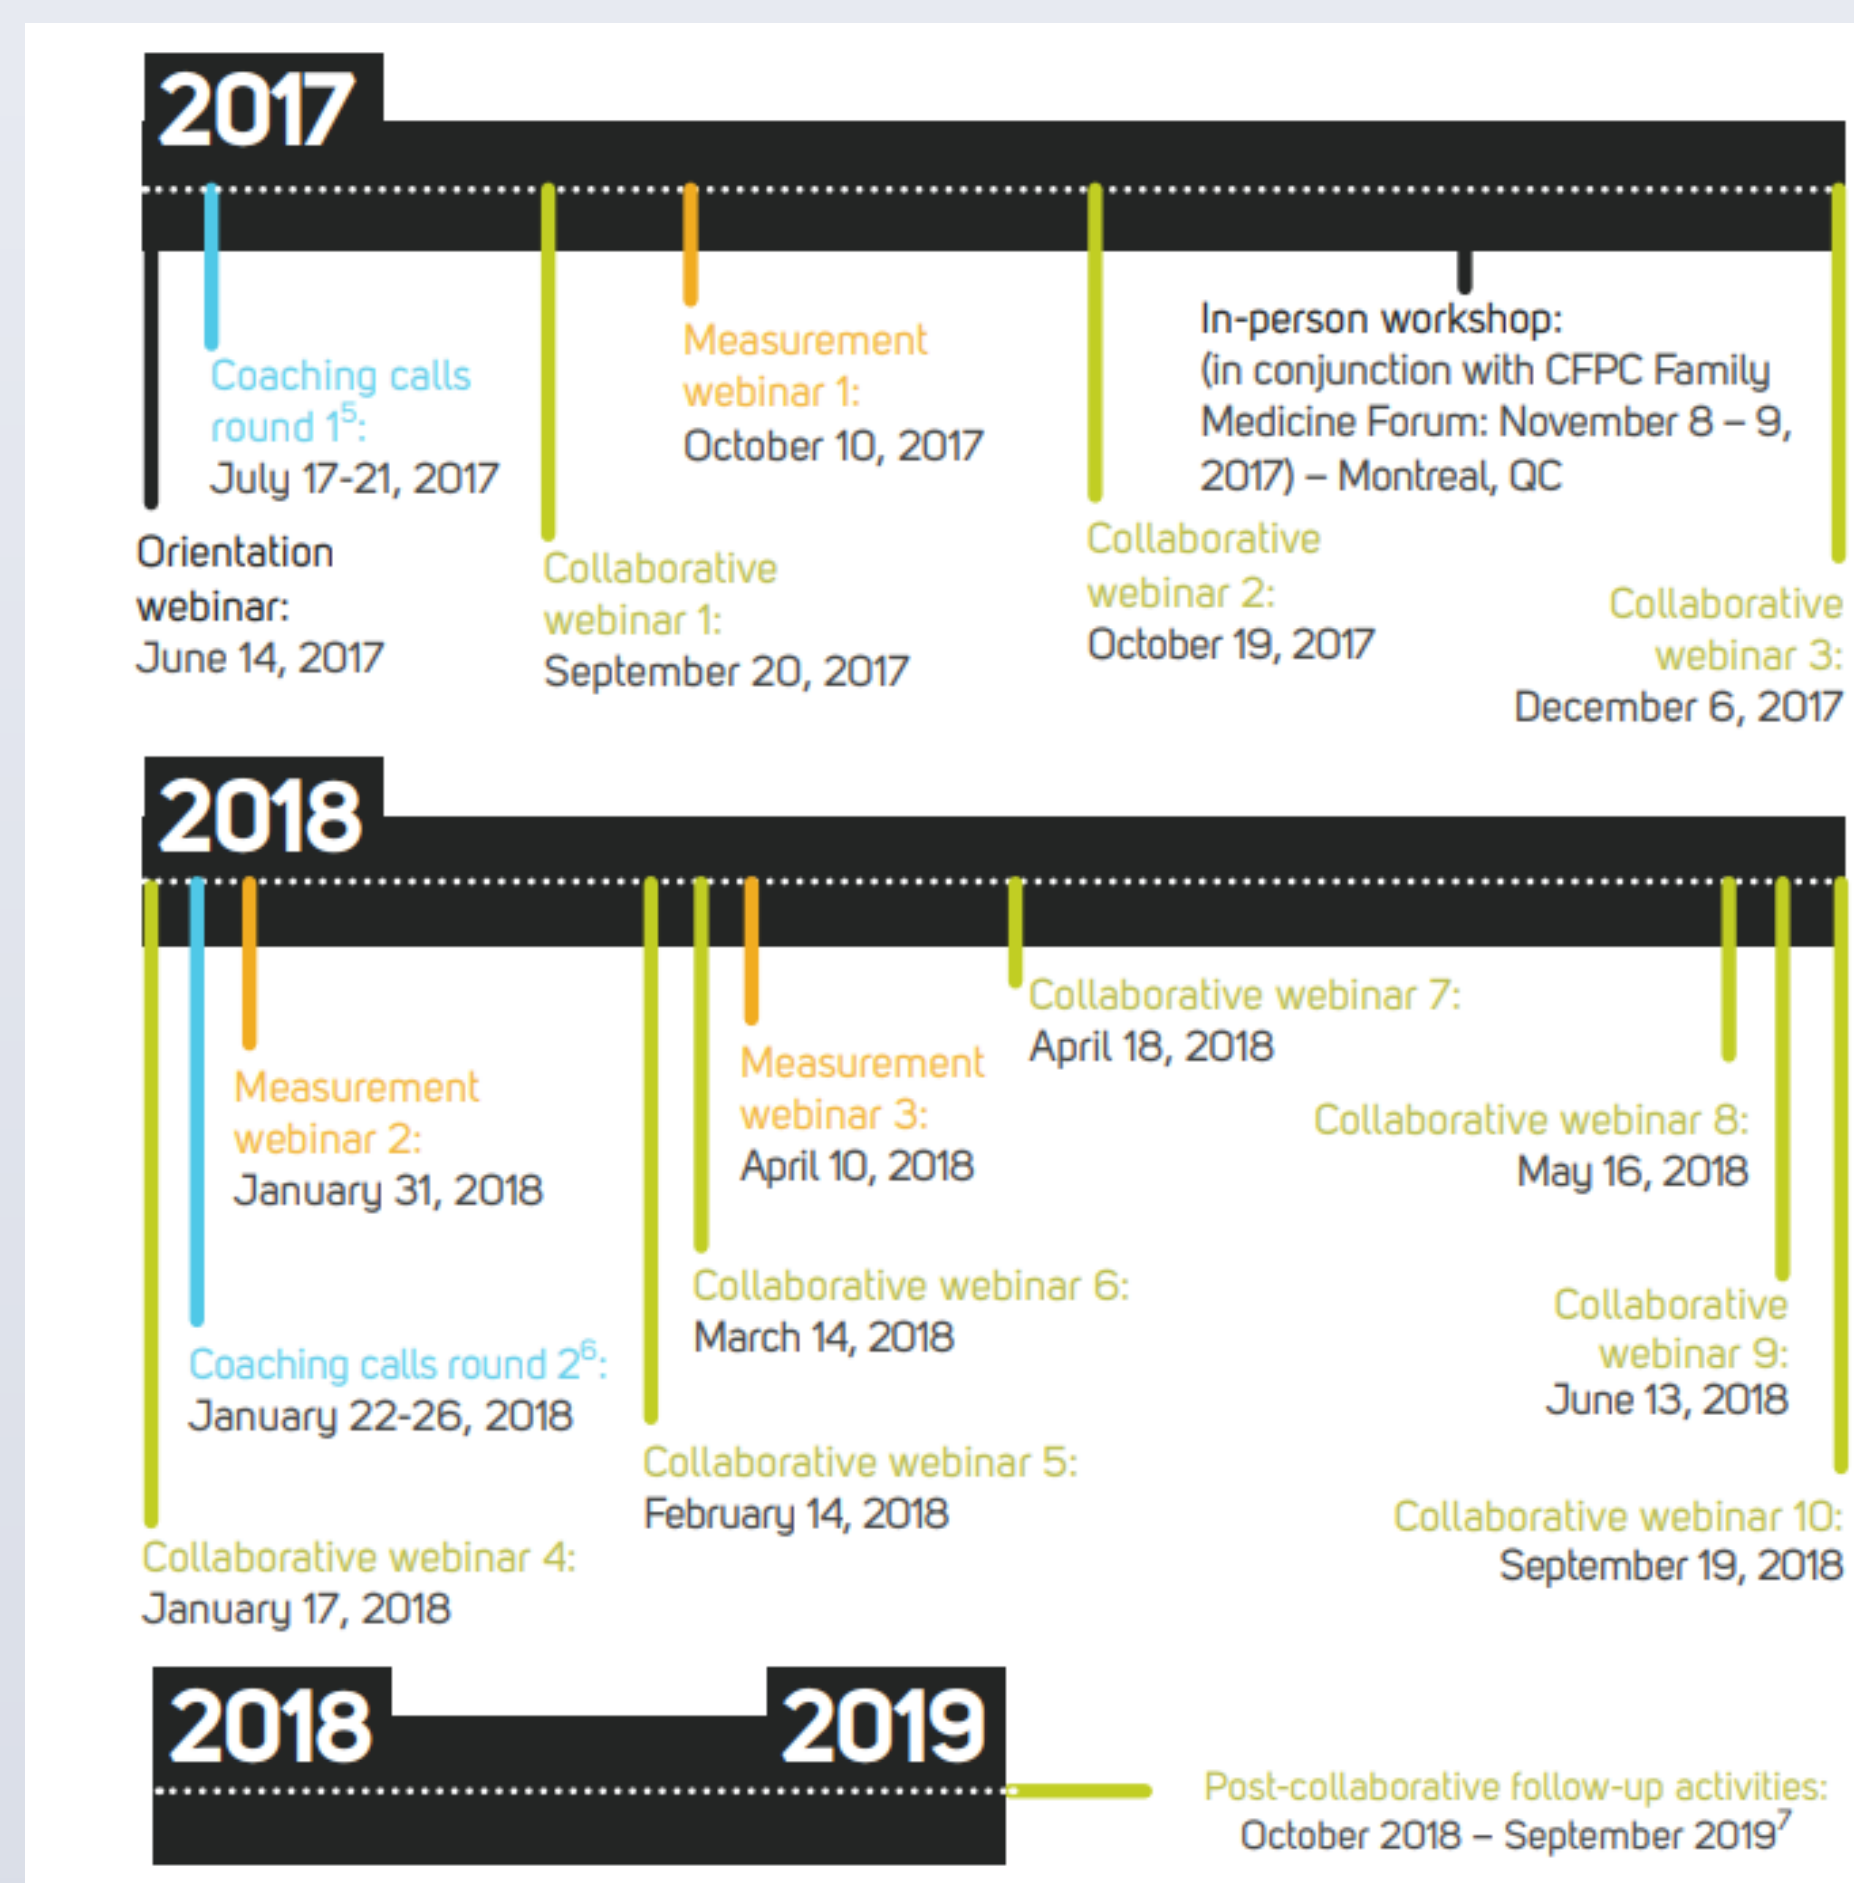 2017
Coaching calls
round 1⁵:
July 17-21, 2017
Orientation
webinar:
June 14, 2017
Collaborative
webinar 1:
September 20, 2017
Measurement
webinar 1:
October 10, 2017
Collaborative
webinar 2:
October 19, 2017
In-person workshop:
(in conjunction with CFPC Family
Medicine Forum: November 8 – 9,
2017) – Montreal, QC
Collaborative
webinar 3:
December 6, 2017
2018
Collaborative webinar 4:
January 17, 2018
Coaching calls round 2⁶:
January 22-26, 2018
Measurement
webinar 2:
January 31, 2018
Collaborative webinar 5:
February 14, 2018
Collaborative webinar 6:
March 14, 2018
Measurement
webinar 3:
April 10, 2018
Collaborative webinar 7:
April 18, 2018
Collaborative webinar 8:
May 16, 2018
Collaborative
webinar 9:
June 13, 2018
Collaborative webinar 10:
September 19, 2018
2018
2019
Post-collaborative follow-up activities:
October 2018 – September 2019⁷